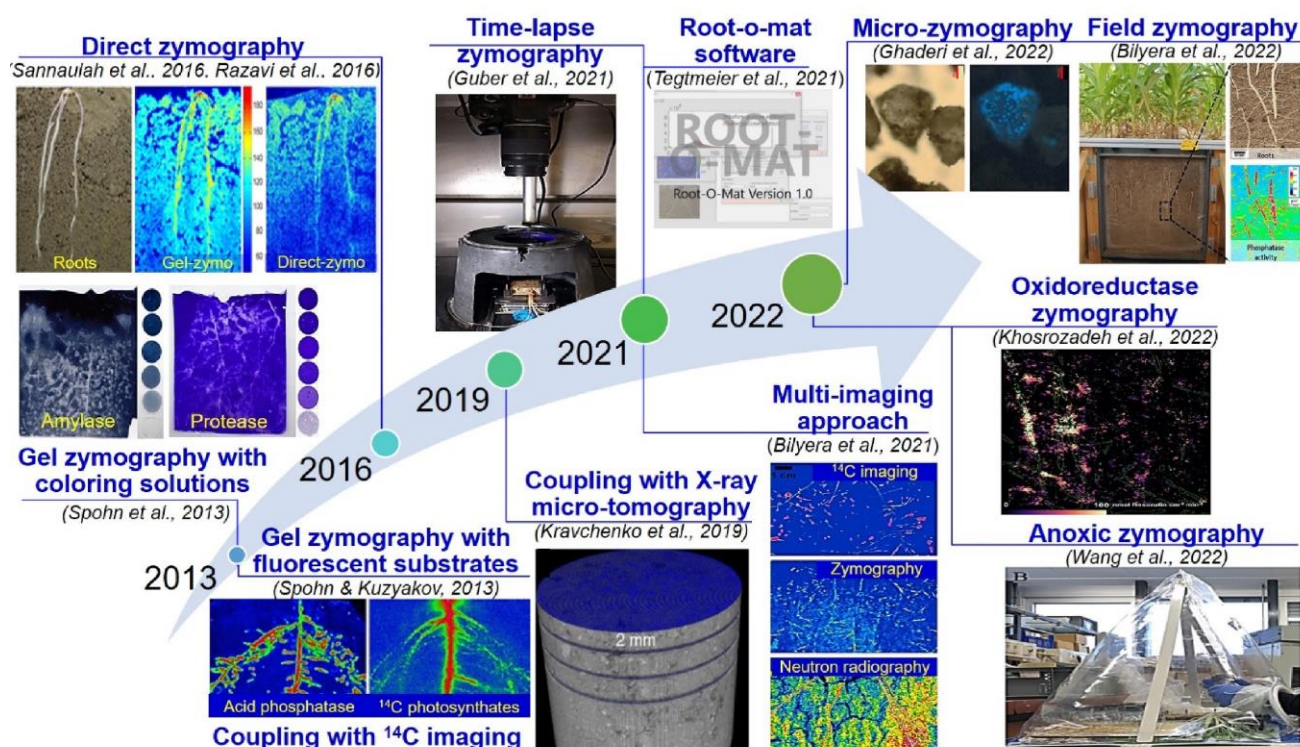 Direct zymography
(Sannaulah et al.. 2016. Razavi et al., 2016)
Roots
Gel-zymo
Direct-zymo
180
160
140
120
100
80
60
Amylase
Protease
Gel zymography with
coloring solutions
(Spohn et al., 2013)
2013
Gel zymography with
fluorescent substrates
(Spohn & Kuzyakov, 2013)
Acid phosphatase
14C photosynthates
Coupling with 14C imaging
2016
2019
Coupling with X-ray
micro-tomography
(Kravchenko et al., 2019)
2 mm
Time-lapse
zymography
(Guber et al., 2021)
Root-o-mat
software
(Tegtmeier et al., 2021)
ROOT-
O-MAT
Root-O-Mat Version 1.0
2021
Multi-imaging
approach
(Bilyera et al., 2021)
14C imaging
Zymography
Neutron radiography
2022
Micro-zymography
(Ghaderi et al., 2022)
Field zymography
(Bilyera et al., 2022)
Roots
Phosphatase
activity
Oxidoreductase
zymography
(Khosrozadeh et al., 2022)
Anoxic zymography
(Wang et al., 2022)
B